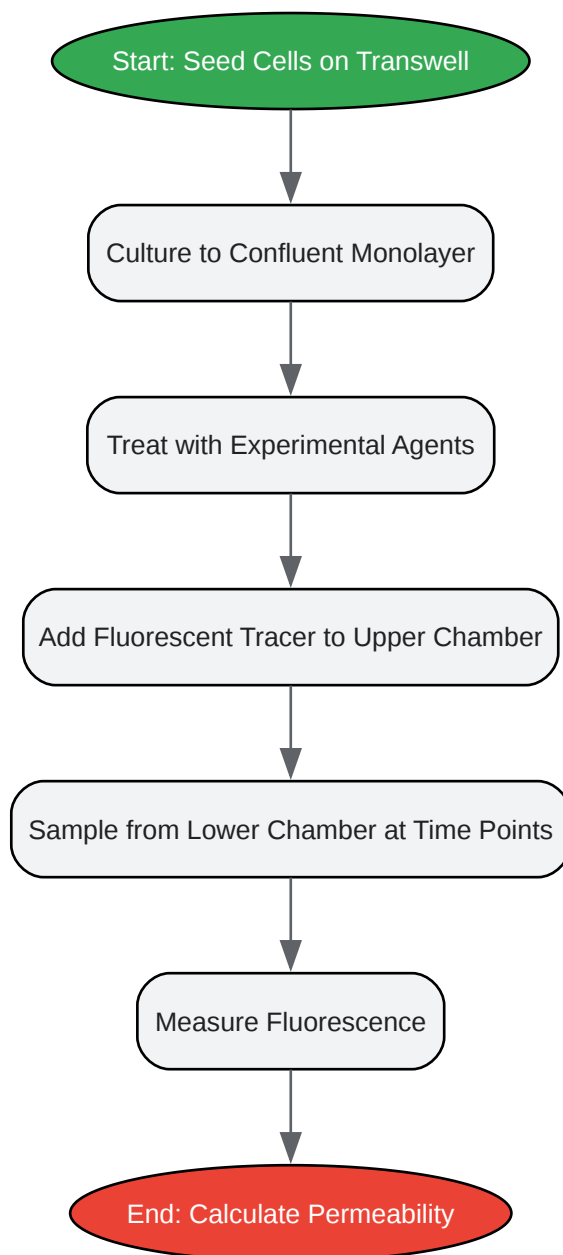 Start: Seed Cells on Transwell
Culture to Confluent Monolayer
Treat with Experimental Agents
Add Fluorescent Tracer to Upper Chamber
Sample from Lower Chamber at Time Points
Measure Fluorescence
End: Calculate Permeability